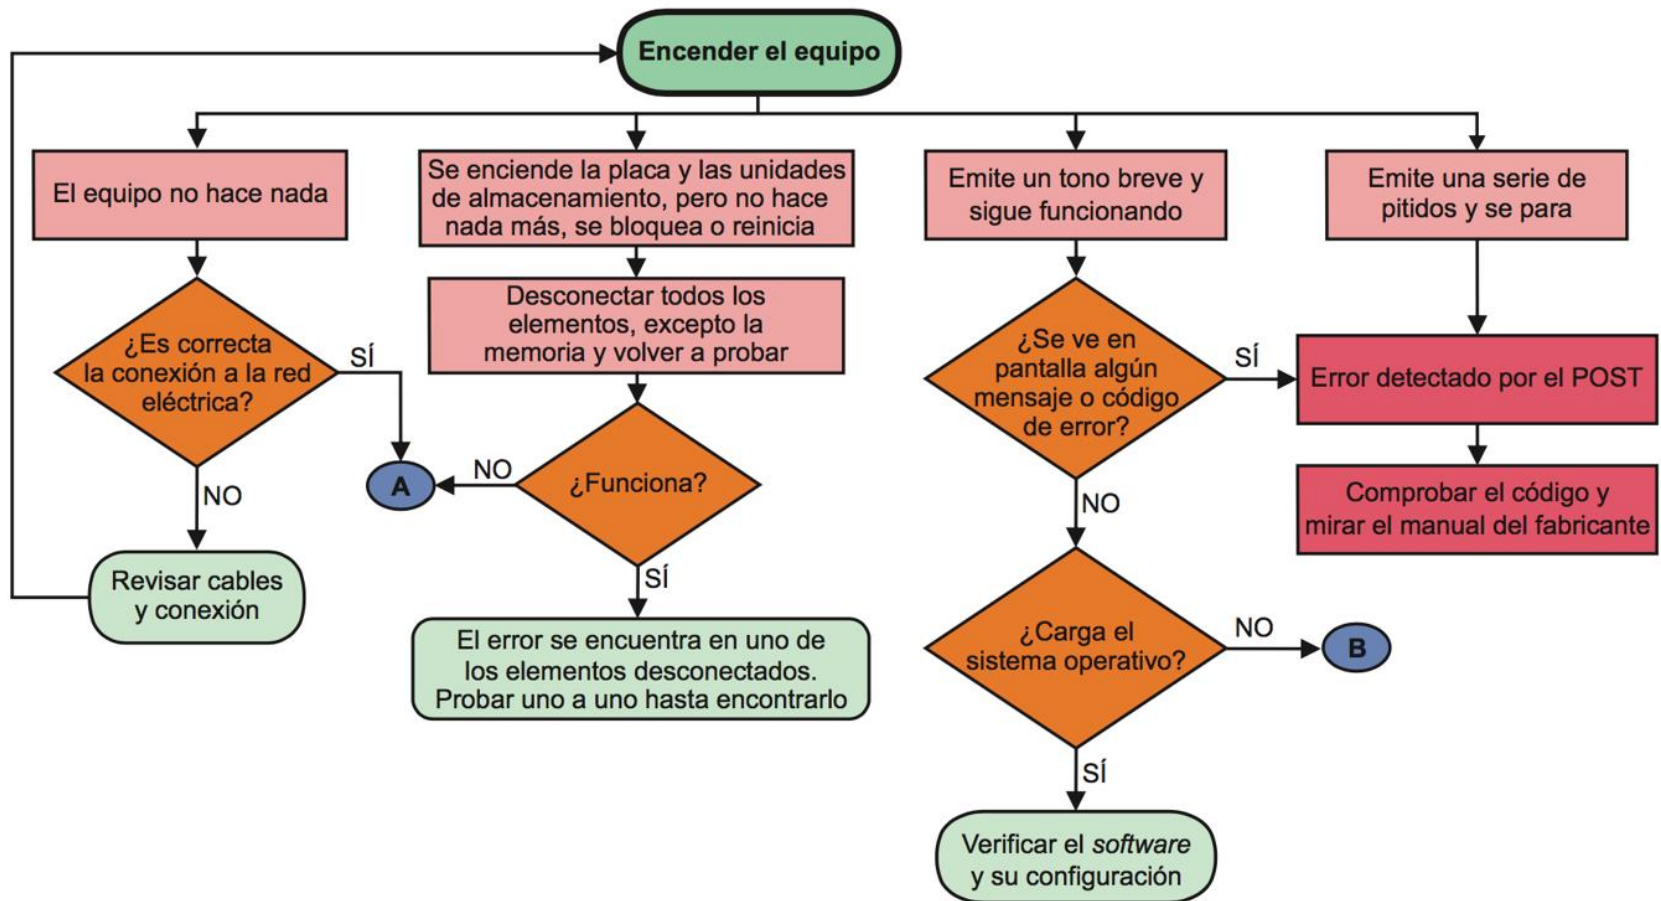 Encender el equipo
El equipo no hace nada
Se enciende la placa y las unidades
de almacenamiento, pero no hace
nada más, se bloquea o reinicia
Emite un tono breve y
sigue funcionando
Emite una serie de
pitidos y se para
Desconectar todos los
elementos, excepto la
memoria y volver a probar
¿Es correcta
la conexión a la red
eléctrica?
SÍ
¿Se ve en
pantalla algún
mensaje o código
de error?
SÍ
Error detectado por el POST
NO
A
NO
¿Funciona?
NO
Comprobar el código y
mirar el manual del fabricante
Revisar cables
y conexión
SÍ
El error se encuentra en uno de
los elementos desconectados.
Probar uno a uno hasta encontrarlo
¿Carga el
sistema operativo?
NO
B
SÍ
Verificar el software
y su configuración